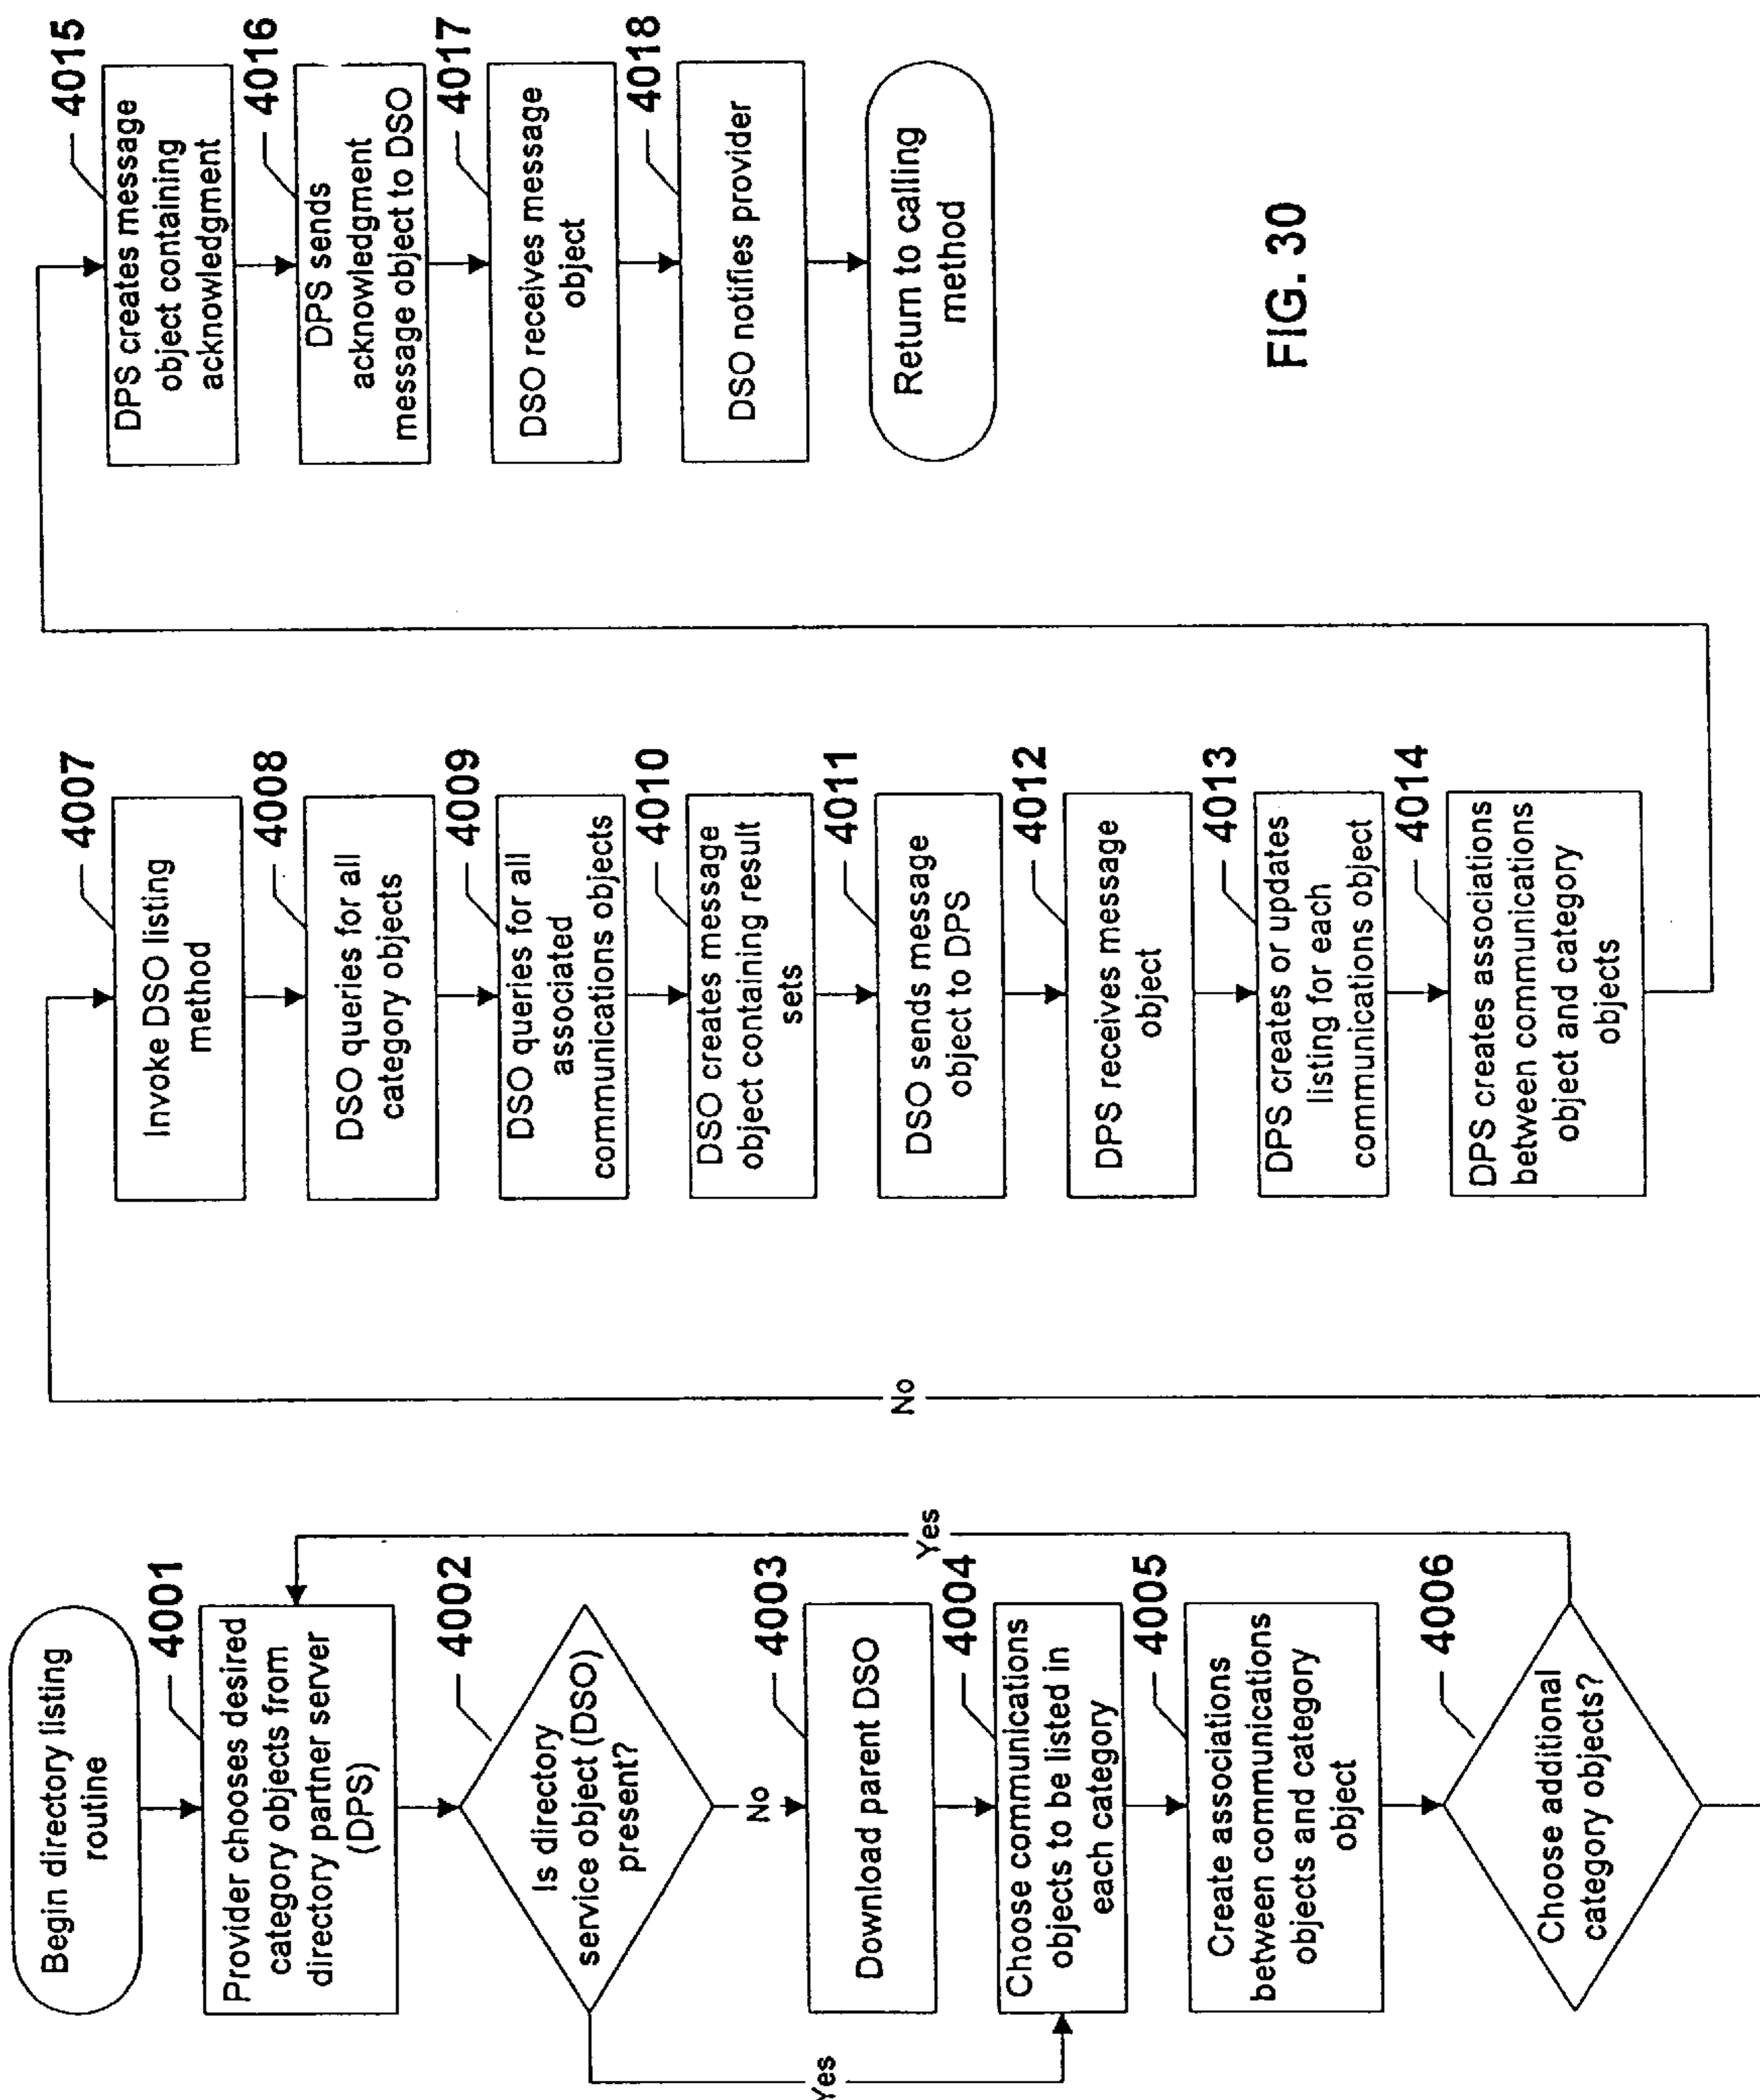 Begin directory listing
routine
4001
Provider chooses desired
category objects from
directory partner server
(DPS)
4002
Is directory
service object (DSO)
present?
Yes
No
4003
Download parent DSO
4004
Choose communications
objects to be listed in
each category
4005
Create associations
between communications
objects and category
object
4006
Choose additional
category objects?
Yes
No
4007
Invoke DSO listing
method
4008
DSO queries for all
category objects
4009
DSO queries for all
associated
communications objects
4010
DSO creates message
object containing result
sets
4011
DSO sends message
object to DPS
4012
DPS receives message
object
4013
DPS creates or updates
listing for each
communications object
4014
DPS creates associations
between communications
object and category
objects
4015
DPS creates message
object containing
acknowledgment
4016
DPS sends
acknowledgment
message object to DSO
4017
DSO receives message
object
4018
DSO notifies provider
Return to calling
method
FIG. 30